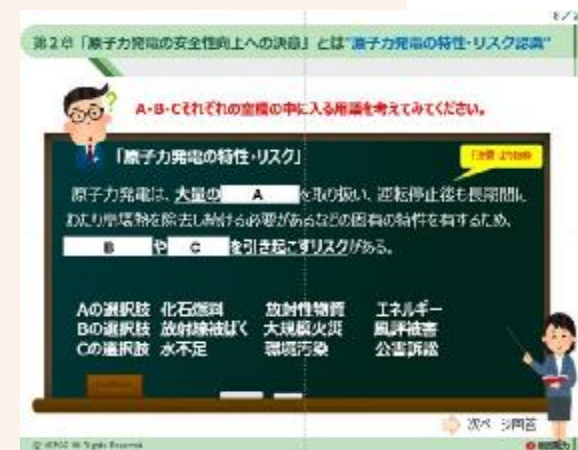 第2章「原子力発電の安全性向上への決意」とは"原子力発電の特性・リスク認識"
A・B・Cそれぞれの空欄の中に入る用語を考えてみてください。
「原子力発電の特性・リスク」
原子力発電は、大量の A を取り扱い、運転停止後も長期間に
わたり崩壊熱を除去し続ける必要があるなどの固有の特性を有するため、
B や C を引き起こすリスクがある。
Aの選択肢 化石燃料 放射性物質 エネルギー
Bの選択肢 放射線被ばく 大規模火災 風評被害
Cの選択肢 水不足 環境汚染 公害訴訟
次ページ回答